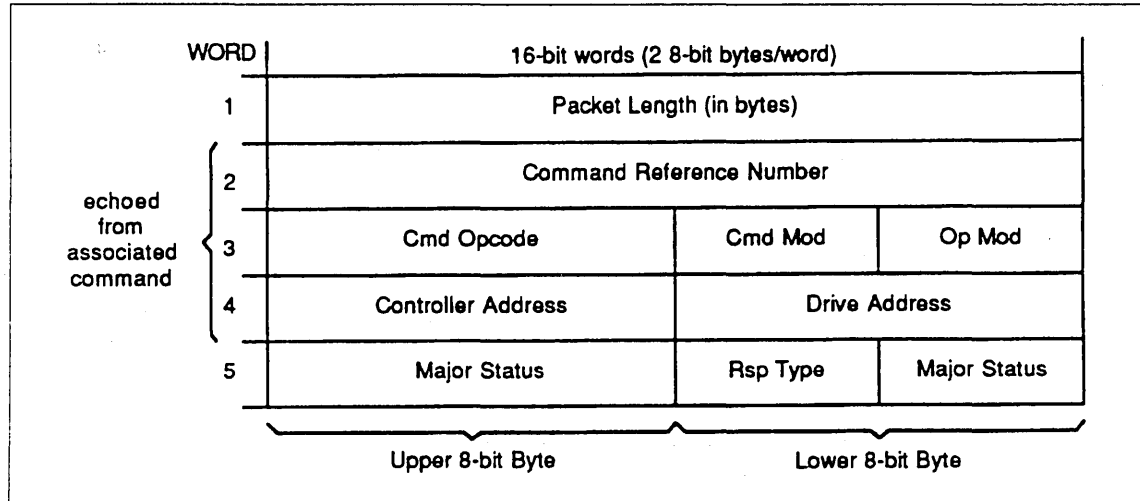 WORD 16-bit words (2 8-bit bytes/word)
1 Packet Length (in bytes)
2 Command Reference Number
echoed
from
associated
command
3 Cmd Opcode Cmd Mod Op Mod
4 Controller Address Drive Address
5 Major Status Rsp Type Major Status
Upper 8-bit Byte Lower 8-bit Byte